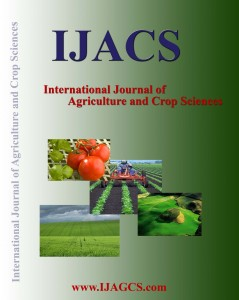 IJACS
International Journal of
Agriculture and Crop Sciences
International Journal of Agriculture and Crop Sciences
www.IJAGCS.com